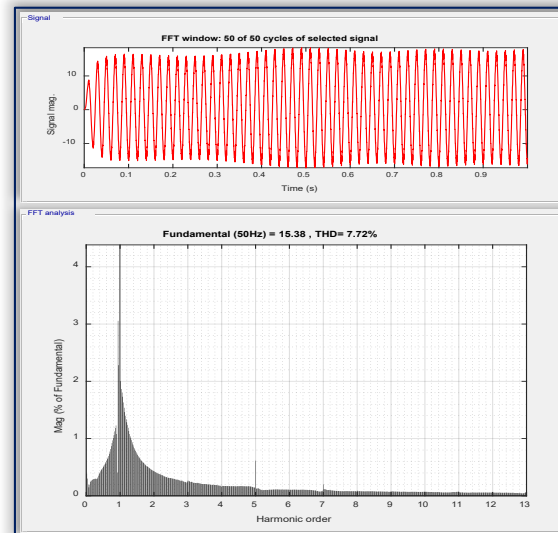 Signal
FFT window: 50 of 50 cycles of selected signal
Signal mag.
10
0
-10
0 0.1 0.2 0.3 0.4 0.5 0.6 0.7 0.8 0.9
Time (s)
FFT analysis
Fundamental (50Hz) = 15.38 , THD= 7.72%
Mag (% of Fundamental)
4
3
2
1
0
0 1 2 3 4 5 6 7 8 9 10 11 12 13
Harmonic order